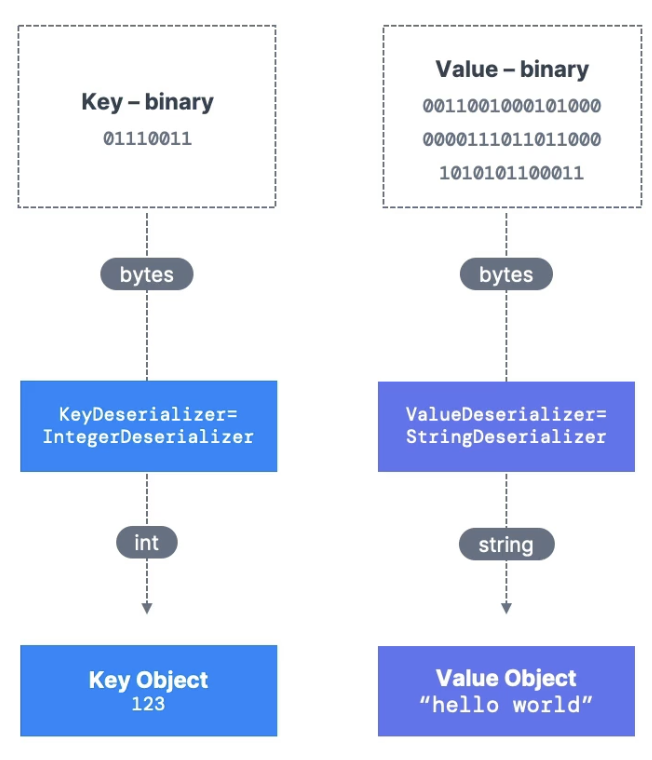 Key – binary
01110011
bytes
KeyDeserializer=
IntegerDeserializer
int
Key Object
123
Value – binary
0011001000101000
0000111011011000
1010101100011
bytes
ValueDeserializer=
StringDeserializer
string
Value Object
“hello world”